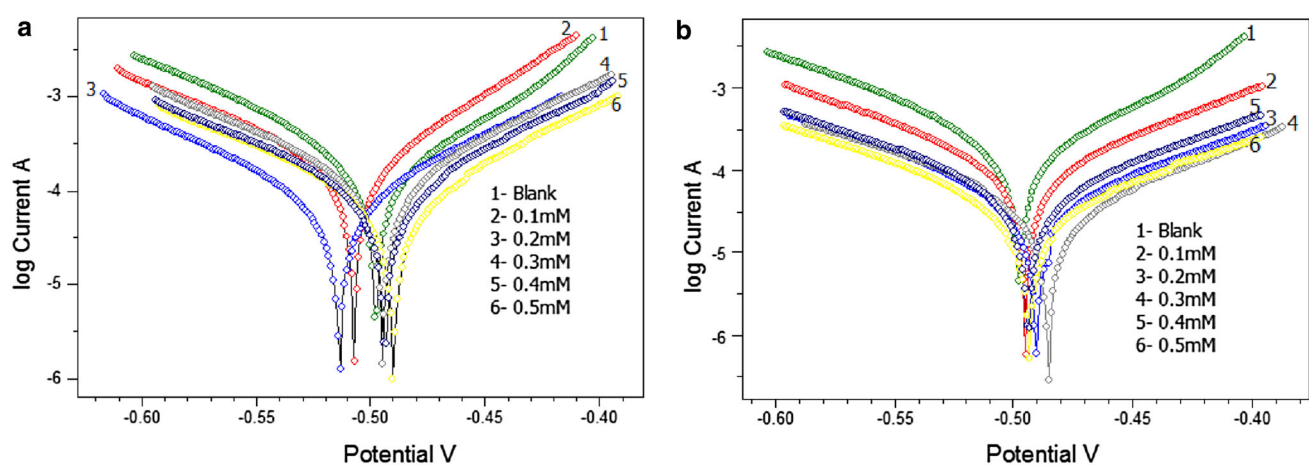 a
log Current A
-3
-4
-5
-6
3
2
1
4
5
6
1- Blank
2- 0.1mM
3- 0.2mM
4- 0.3mM
5- 0.4mM
6- 0.5mM
-0.60
-0.55
-0.50
-0.45
-0.40
Potential V
b
log Current A
-3
-4
-5
-6
1
2
5
3
4
6
1- Blank
2- 0.1mM
3- 0.2mM
4- 0.3mM
5- 0.4mM
6- 0.5mM
-0.60
-0.55
-0.50
-0.45
-0.40
Potential V